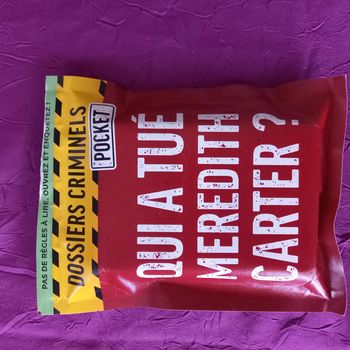 PAS DE RÈGLES À LIRE, OUVREZ ET ENQUÊTEZ !
DOSSIERS CRIMINELS
POCKET
QUI A TUÉ
MEREDITH
CARTER ?